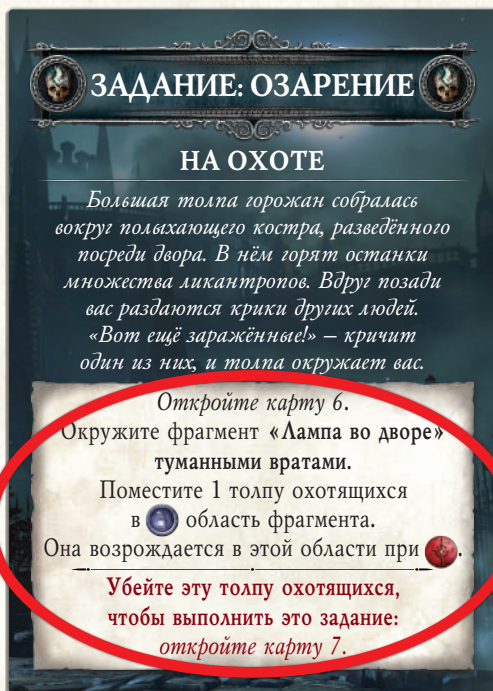 ЗАДАНИЕ: ОЗАРЕНИЕ
НА ОХОТЕ
Большая толпа горожан собралась
вокруг полыхающего костра, разведённого
посреди двора. В нём горят останки
множества ликантропов. Вдруг позади
вас раздаются крики других людей.
«Вот ещё заражённые!» – кричит
один из них, и толпа окружает вас.
Откройте карту 6.
Окружите фрагмент «Лампа во дворе»
туманными вратами.
Поместите 1 толпу охотящихся
в область фрагмента.
Она возрождается в этой области при .
Убейте эту толпу охотящихся,
чтобы выполнить это задание:
откройте карту 7.